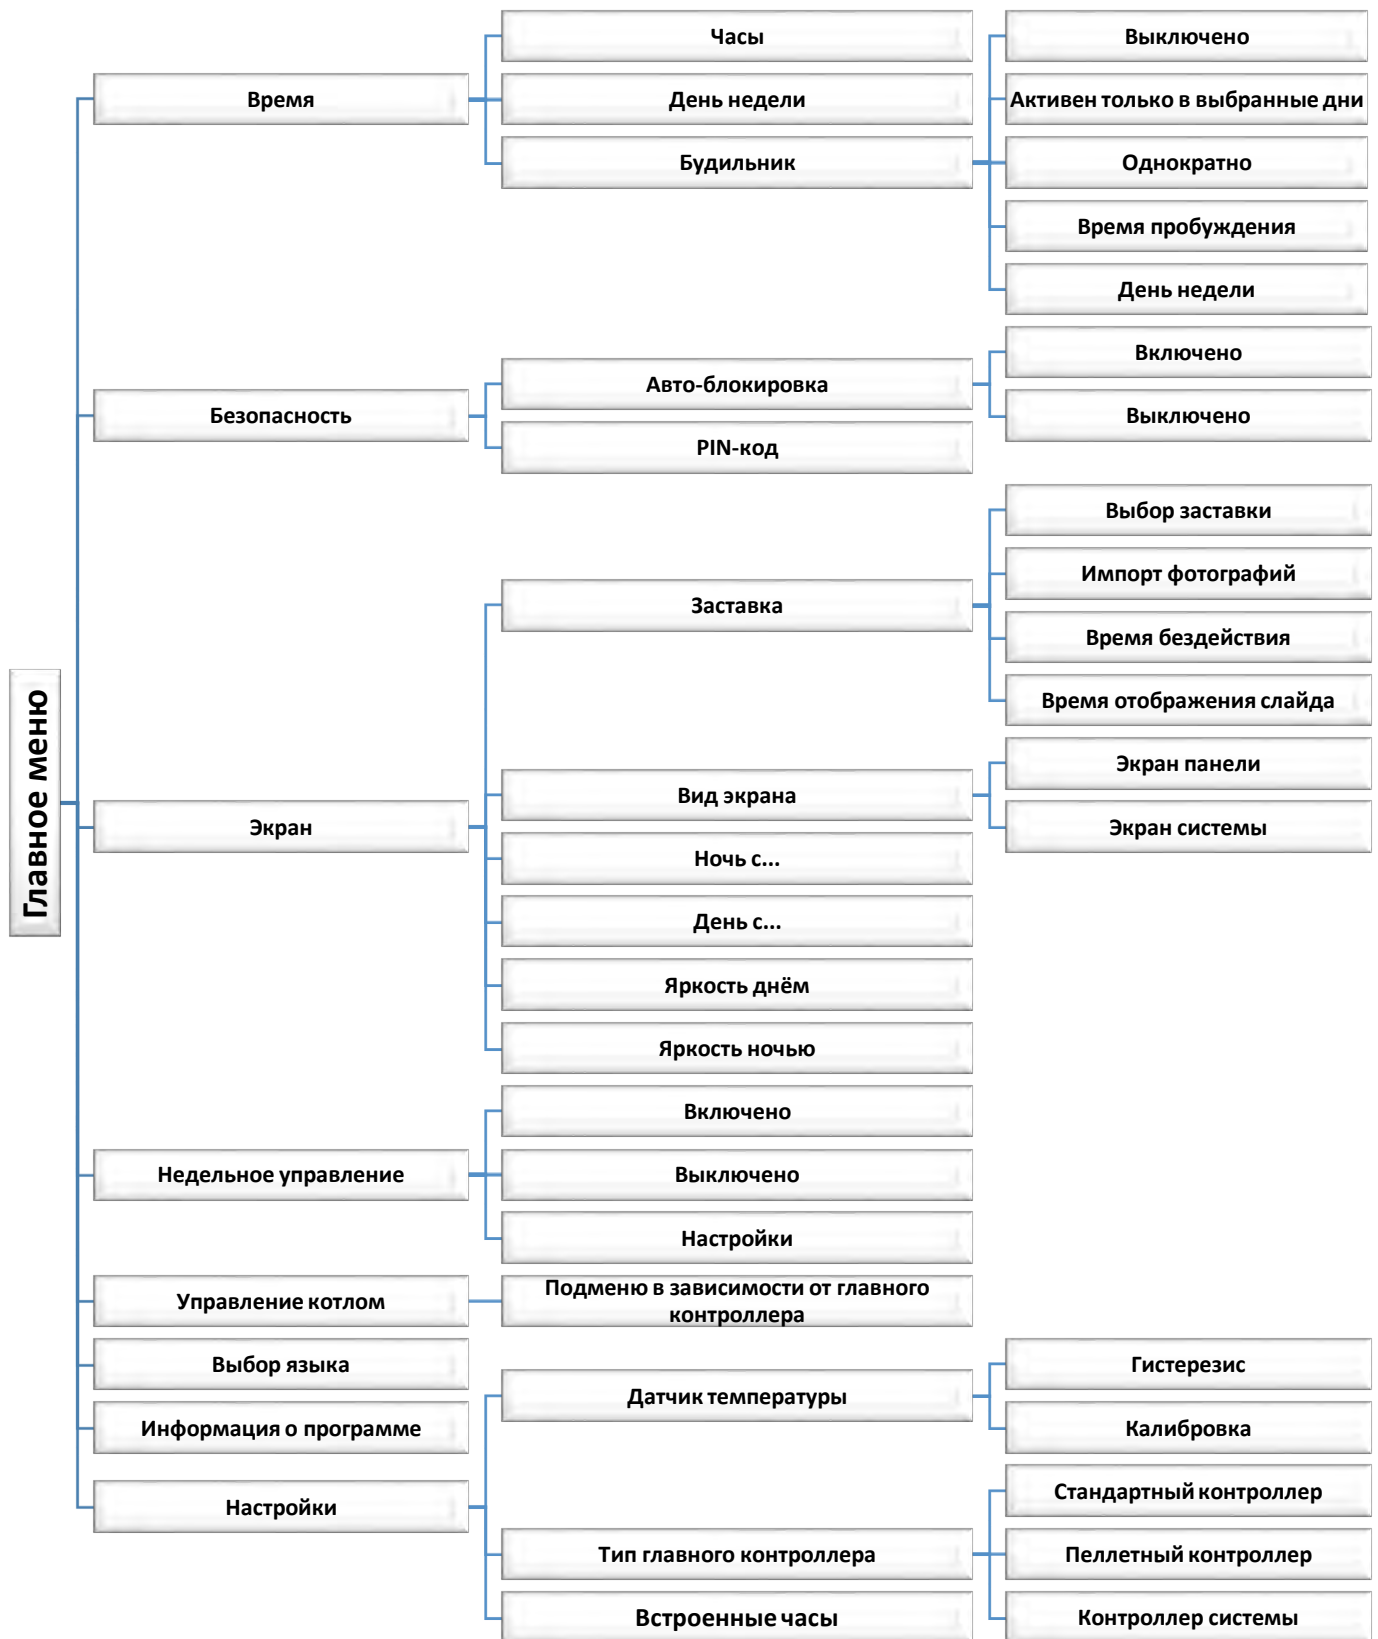 Главное меню
Время
Часы
День недели
Будильник
Выключено
Активен только в выбранные дни
Однократно
Время пробуждения
День недели
Безопасность
Авто-блокировка
Включено
Выключено
PIN-код
Экран
Заставка
Выбор заставки
Импорт фотографий
Время бездействия
Время отображения слайда
Вид экрана
Экран панели
Экран системы
Ночь с...
День с...
Яркость днём
Яркость ночью
Недельное управление
Включено
Выключено
Настройки
Управление котлом
Подменю в зависимости от главного
контроллера
Выбор языка
Информация о программе
Настройки
Датчик температуры
Гистерезис
Калибровка
Тип главного контроллера
Стандартный контроллер
Пеллетный контроллер
Контроллер системы
Встроенные часы